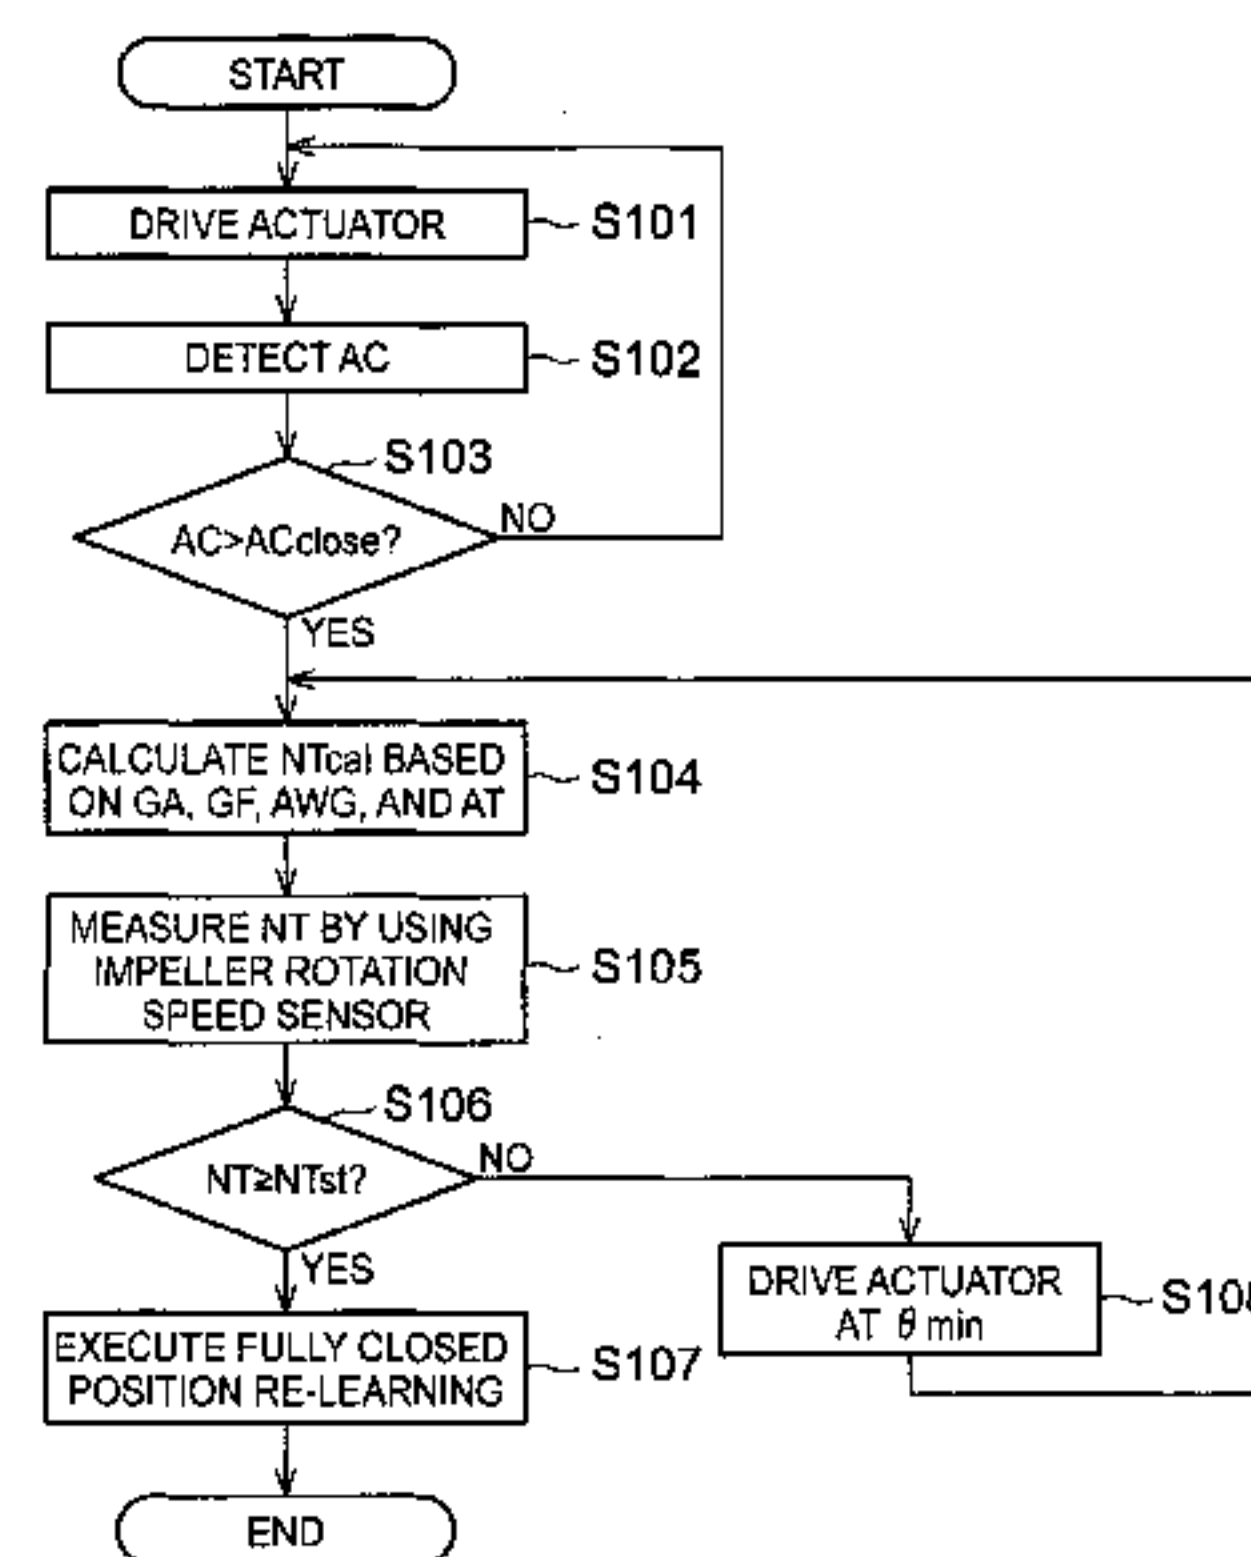 START
DRIVE ACTUATOR
S101
DETECT AC
S102
S103
AC>ACclose?
NO
YES
CALCULATE NTcal BASED
ON GA, GF, AWG, AND AT
S104
MEASURE NT BY USING
IMPELLER ROTATION
SPEED SENSOR
S105
S106
NT≥NTst?
NO
YES
DRIVE ACTUATOR
AT θ min
S108
EXECUTE FULLY CLOSED
POSITION RE-LEARNING
S107
END